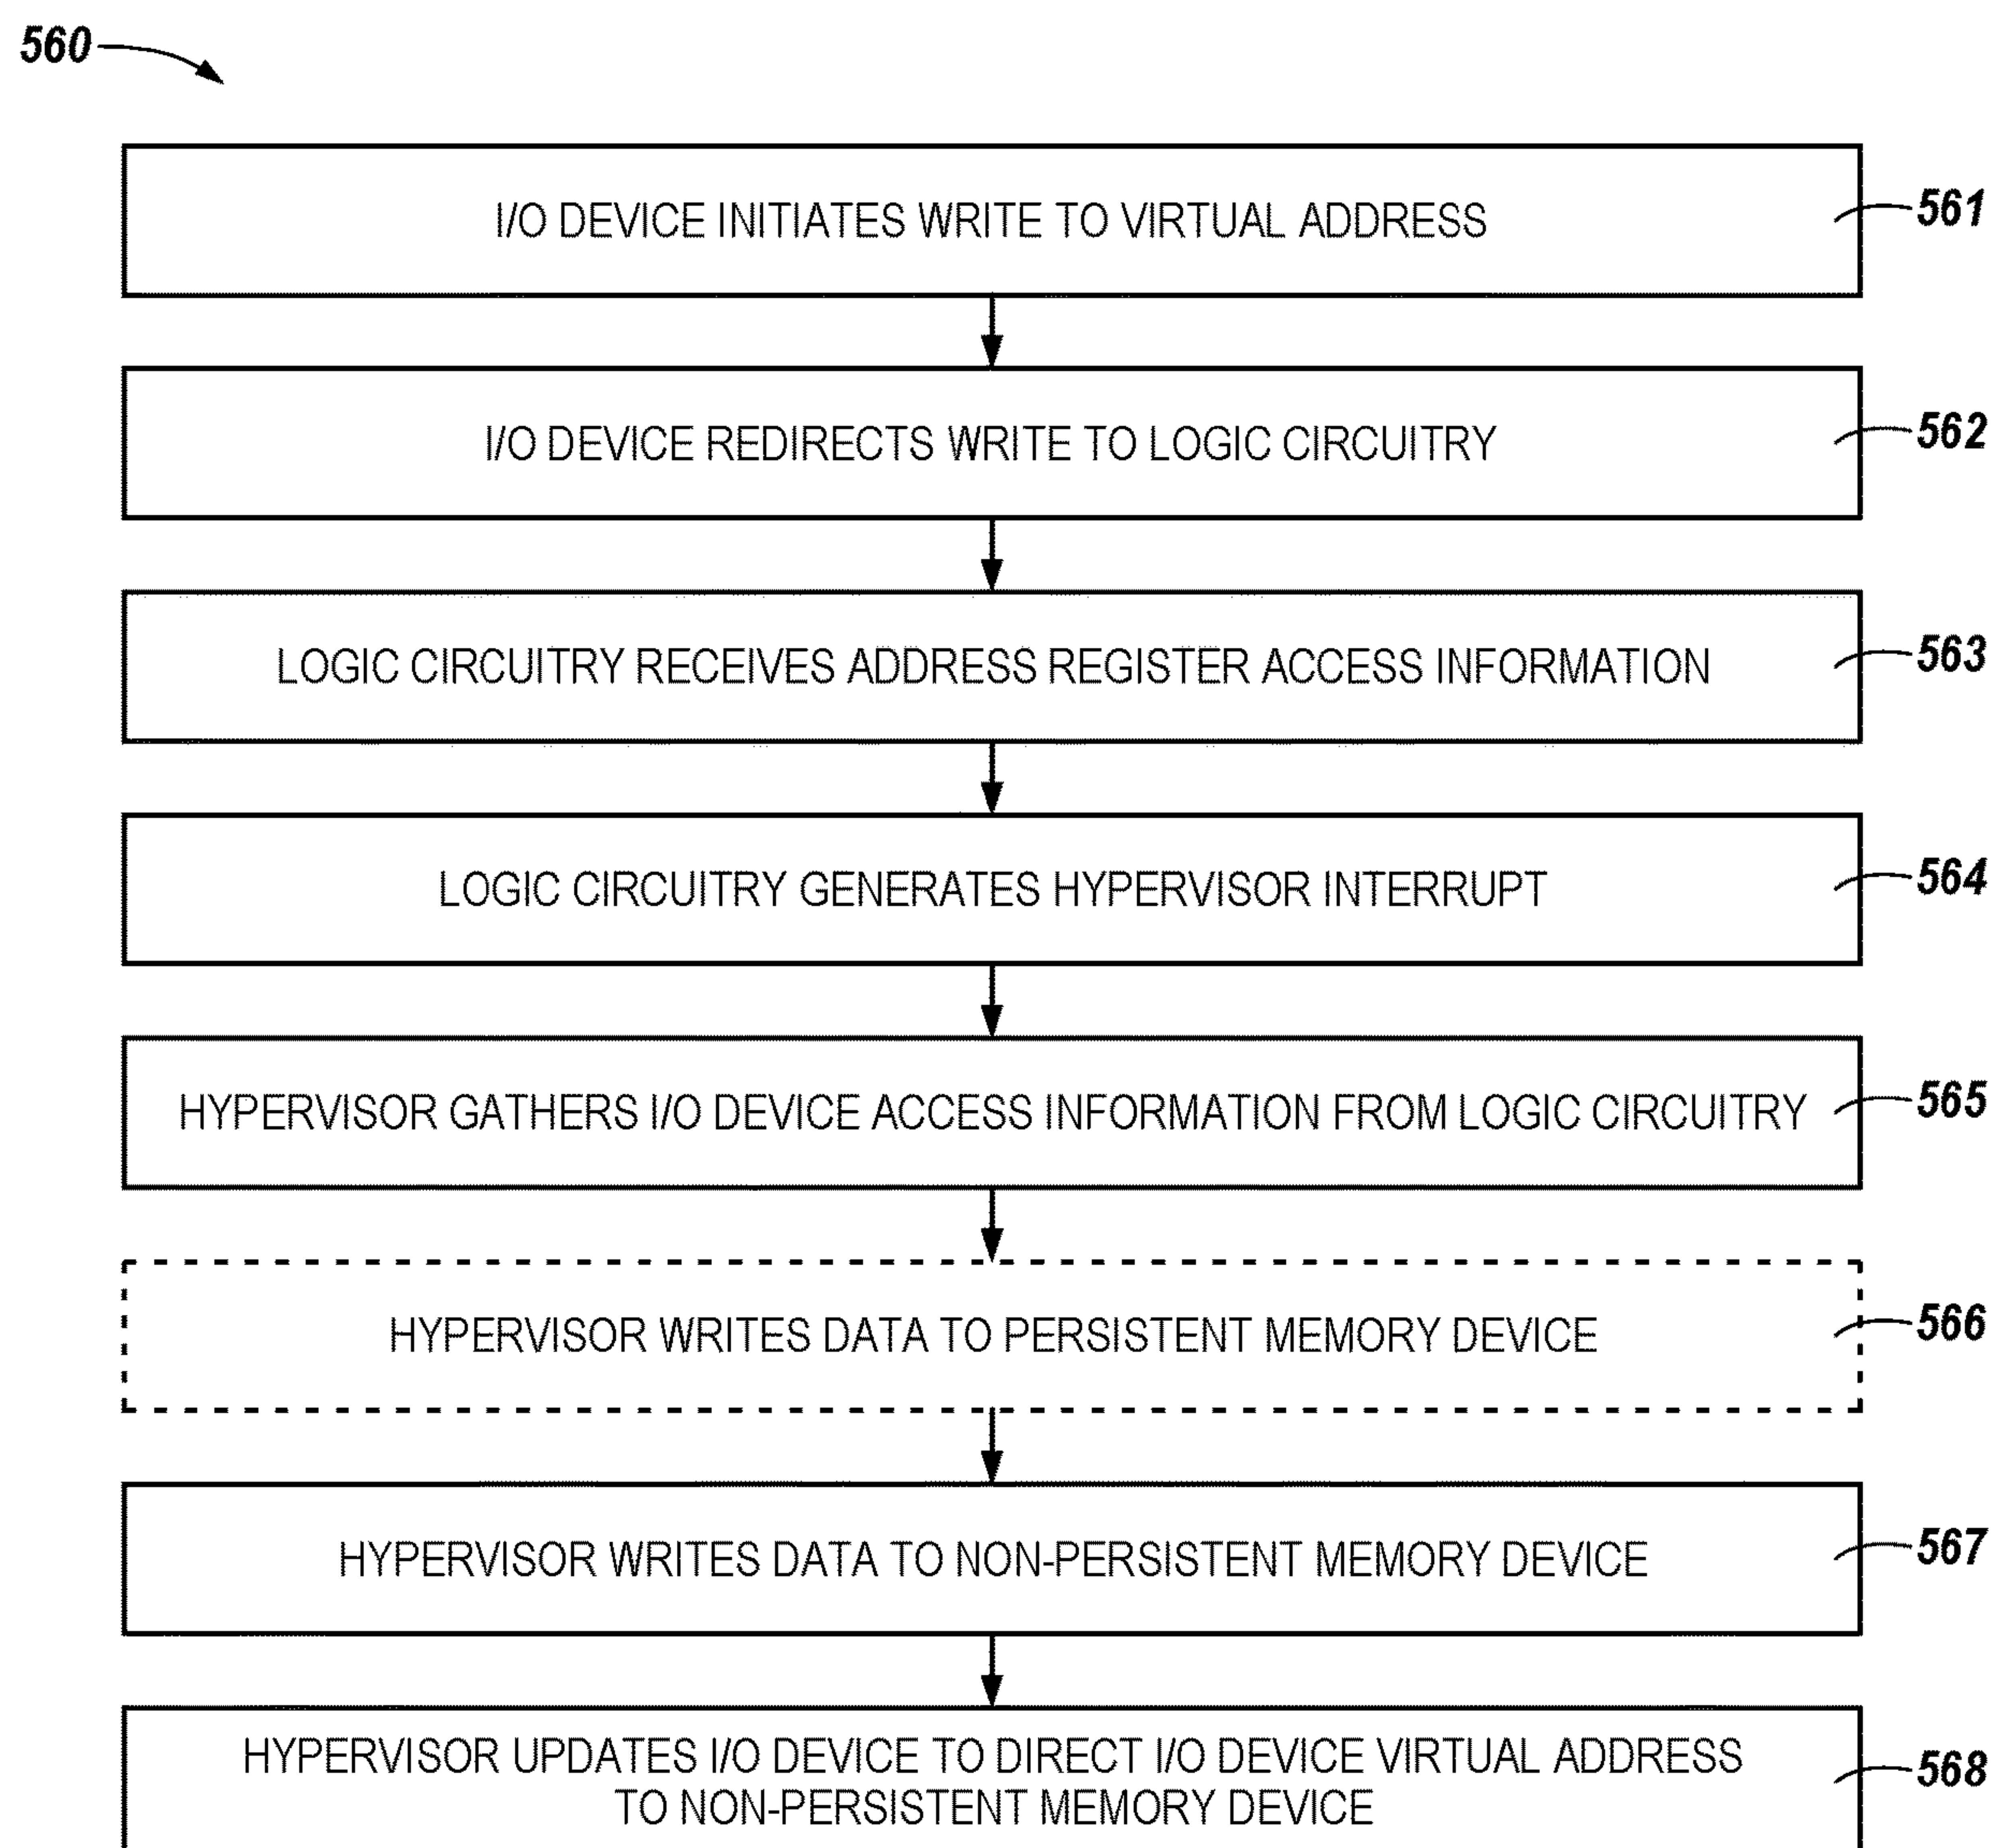 560
I/O DEVICE INITIATES WRITE TO VIRTUAL ADDRESS
561
I/O DEVICE REDIRECTS WRITE TO LOGIC CIRCUITRY
562
LOGIC CIRCUITRY RECEIVES ADDRESS REGISTER ACCESS INFORMATION
563
LOGIC CIRCUITRY GENERATES HYPERVISOR INTERRUPT
564
HYPERVISOR GATHERS I/O DEVICE ACCESS INFORMATION FROM LOGIC CIRCUITRY
565
HYPERVISOR WRITES DATA TO PERSISTENT MEMORY DEVICE
566
HYPERVISOR WRITES DATA TO NON-PERSISTENT MEMORY DEVICE
567
HYPERVISOR UPDATES I/O DEVICE TO DIRECT I/O DEVICE VIRTUAL ADDRESS
TO NON-PERSISTENT MEMORY DEVICE
568